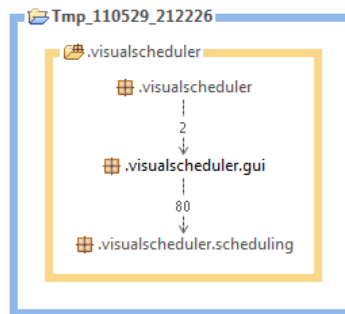 Tmp_110529_212226
.visualscheduler
.visualscheduler
2
.visualscheduler.gui
80
.visualscheduler.scheduling